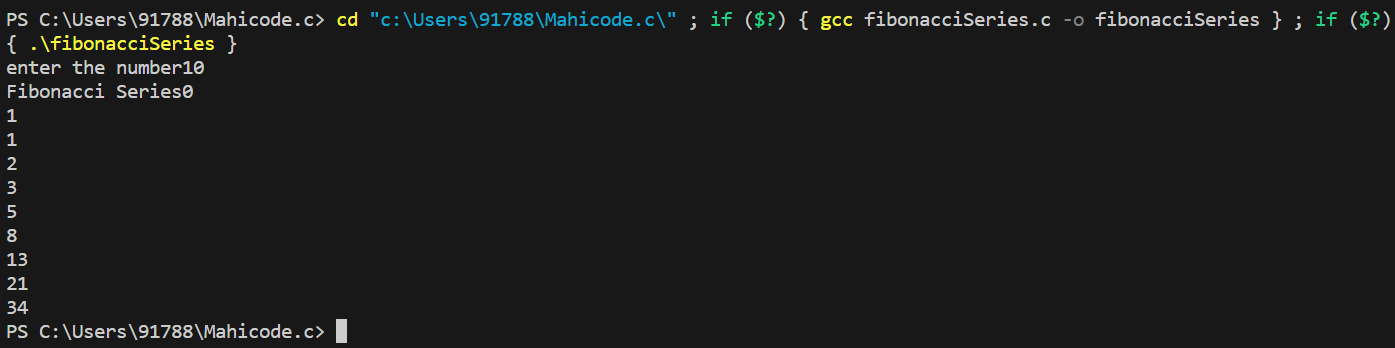 PS C:\Users\91788\Mahicode.c> cd "c:\Users\91788\Mahicode.c\" ; if ($?) { gcc fibonacciSeries.c -o fibonacciSeries } ; if ($?)
{ .\fibonacciSeries }
enter the number10
Fibonacci Series0
1
1
2
3
5
8
13
21
34
PS C:\Users\91788\Mahicode.c>